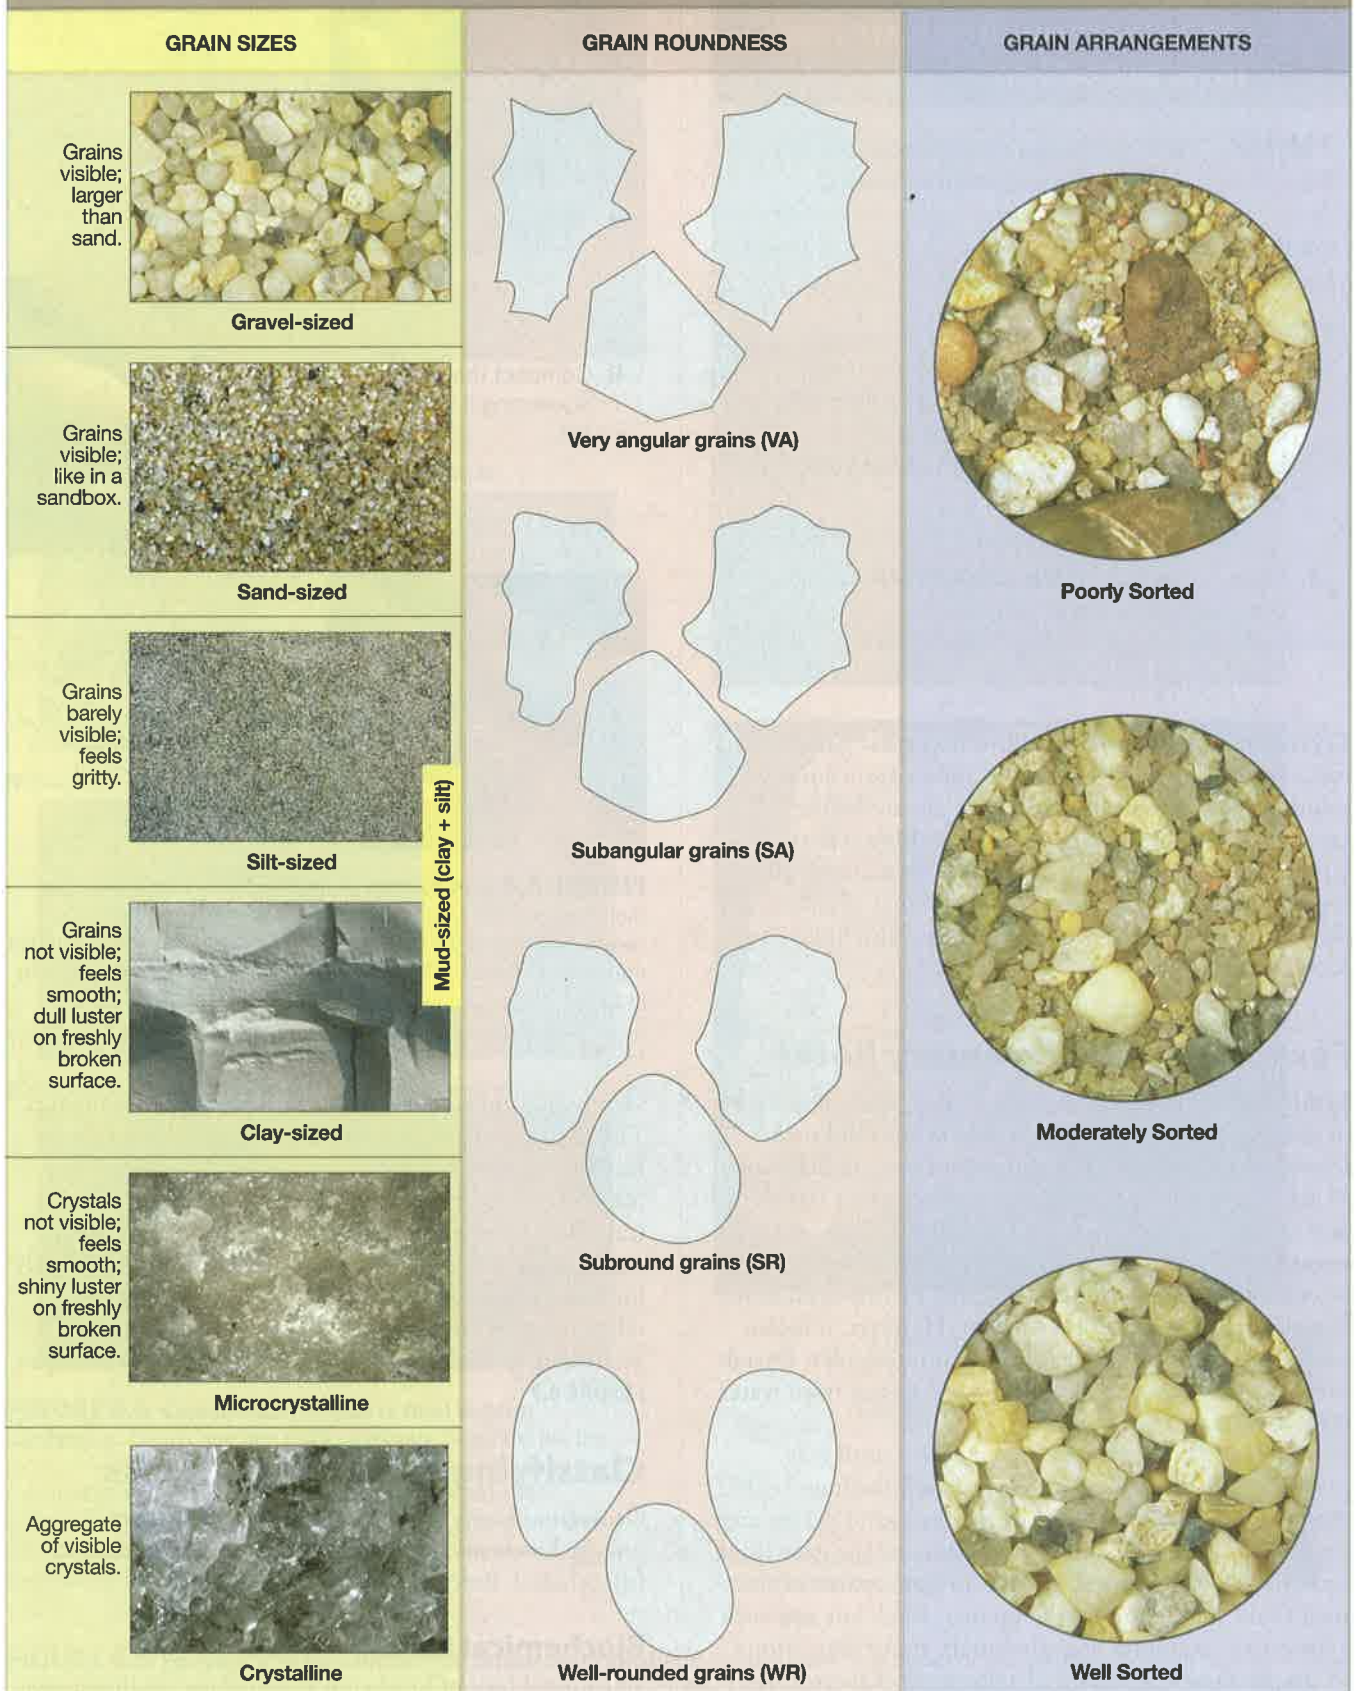 GRAIN SIZES
GRAIN ROUNDNESS
GRAIN ARRANGEMENTS
Grains
visible;
larger
than
sand.
Gravel-sized
Grains
visible;
like in a
sandbox.
Sand-sized
Grains
barely
visible;
feels
gritty.
Silt-sized
Mud-sized (clay + silt)
Grains
not visible;
feels
smooth;
dull luster
on freshly
broken
surface.
Clay-sized
Crystals
not visible;
feels
smooth;
shiny luster
on freshly
broken
surface.
Microcrystalline
Aggregate
of visible
crystals.
Crystalline
Very angular grains (VA)
Subangular grains (SA)
Subround grains (SR)
Well-rounded grains (WR)
Poorly Sorted
Moderately Sorted
Well Sorted